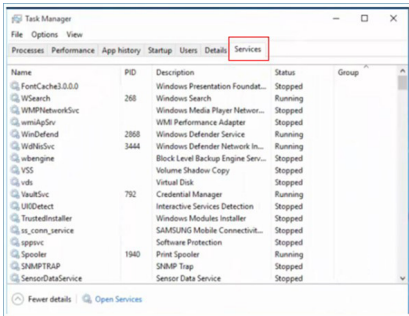 Task Manager
File Options View
Processes Performance App history Startup Users Details Services
Name PID Description Status Group
FontCache3.0.0.0 Windows Presentation Foundat... Stopped
WSearch 268 Windows Search Running
WMPNetworkSvc Windows Media Player Networ... Stopped
wmiApSrv WMI Performance Adapter Stopped
WinDefend 2868 Windows Defender Service Running
WdNisSvc 3444 Windows Defender Network In... Running
wbengine Block Level Backup Engine Serv... Stopped
VSS Volume Shadow Copy Stopped
vds Virtual Disk Stopped
VaultSvc 792 Credential Manager Running
UI0Detect Interactive Services Detection Stopped
TrustedInstaller Windows Modules Installer Stopped
ss_conn_service SAMSUNG Mobile Connectivit... Stopped
sppsvc Software Protection Stopped
Spooler 1940 Print Spooler Running
SNMPTRAP SNMP Trap Stopped
SensorDataService Sensor Data Service Stopped
Fewer details Open Services